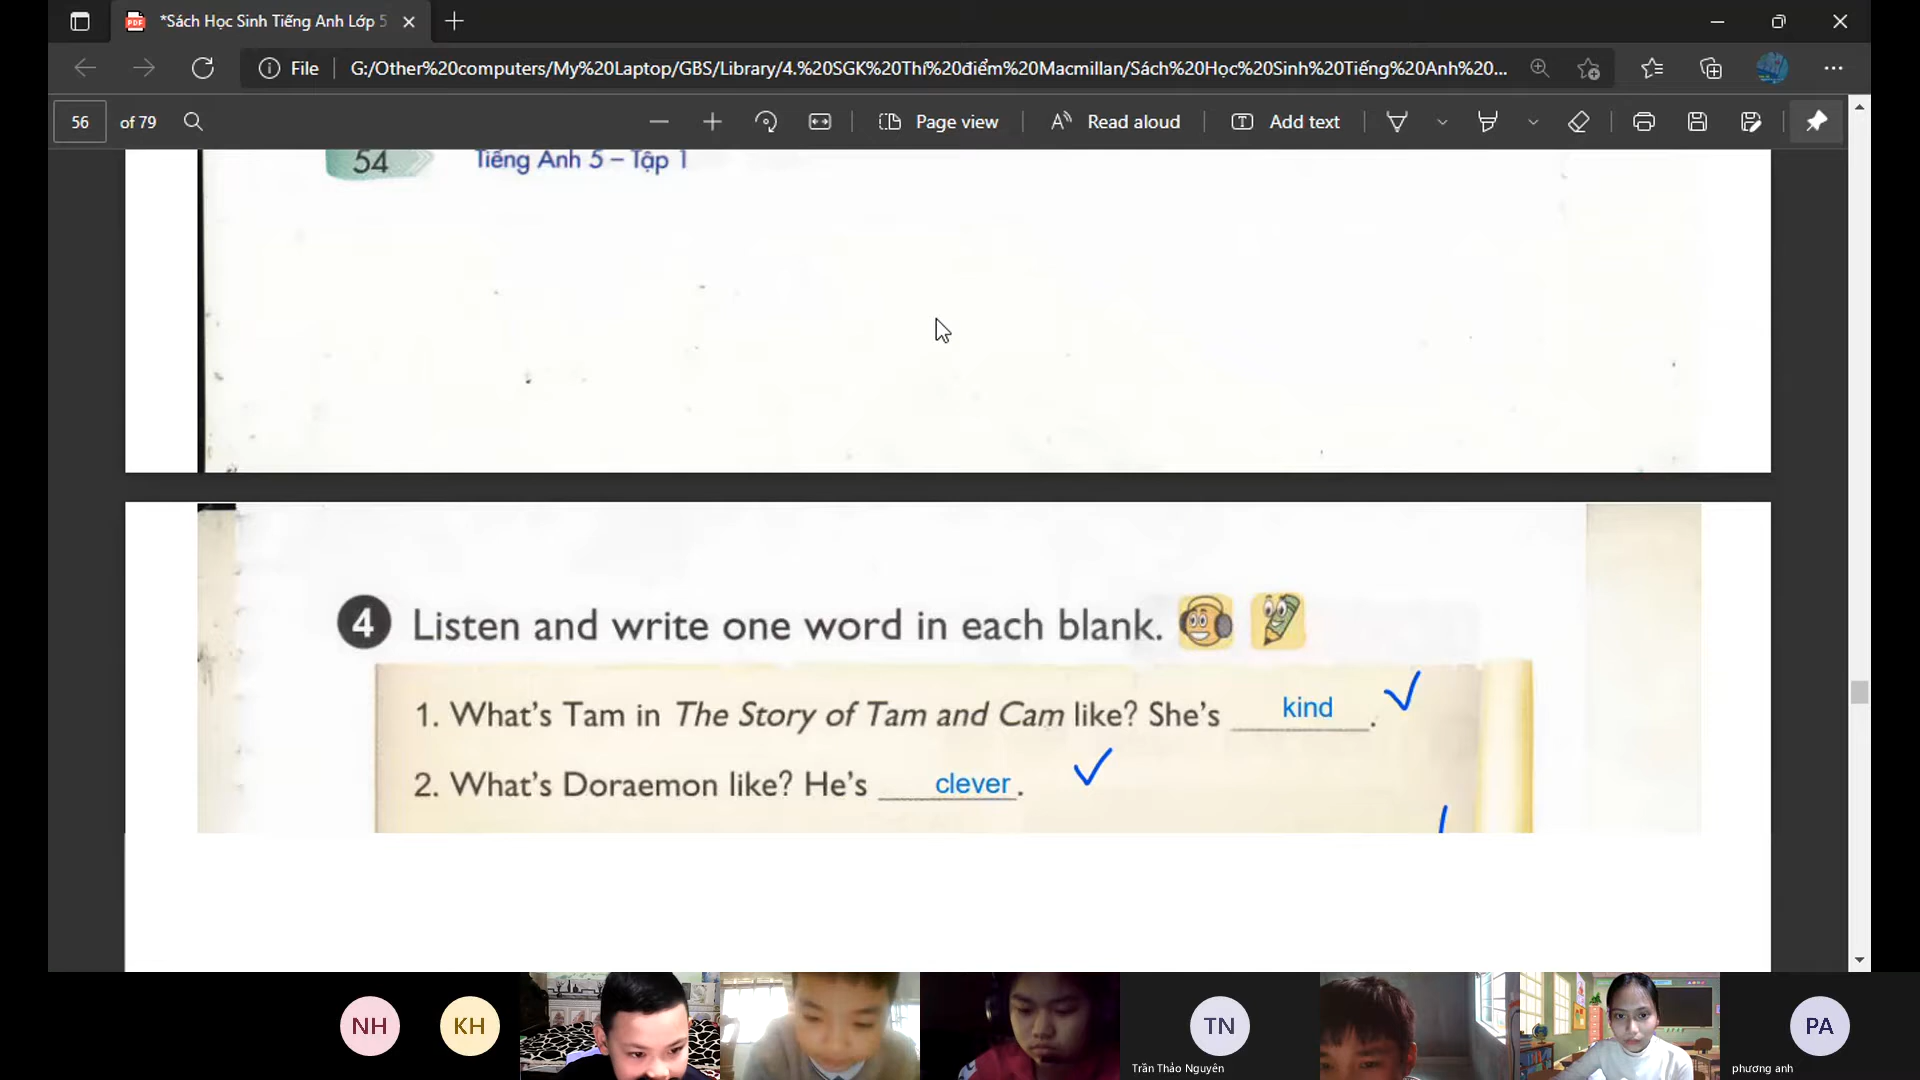 *Sách Học Sinh Tiếng Anh Lớp 5
File
G:/Other%20computers/My%20Laptop/GBS/Library/4.%20SGK%20Thí%20điểm%20Macmillan/Sách%20Học%20Sinh%20Tiếng%20Anh%20...
56 of 79
Page view
Read aloud
Add text
54 Tiếng Anh 5 – Tập 1
4 Listen and write one word in each blank.
1. What's Tam in The Story of Tam and Cam like? She's kind.
2. What's Doraemon like? He's clever.
NH
KH
TN
Trần Thảo Nguyên
PA
phương anh